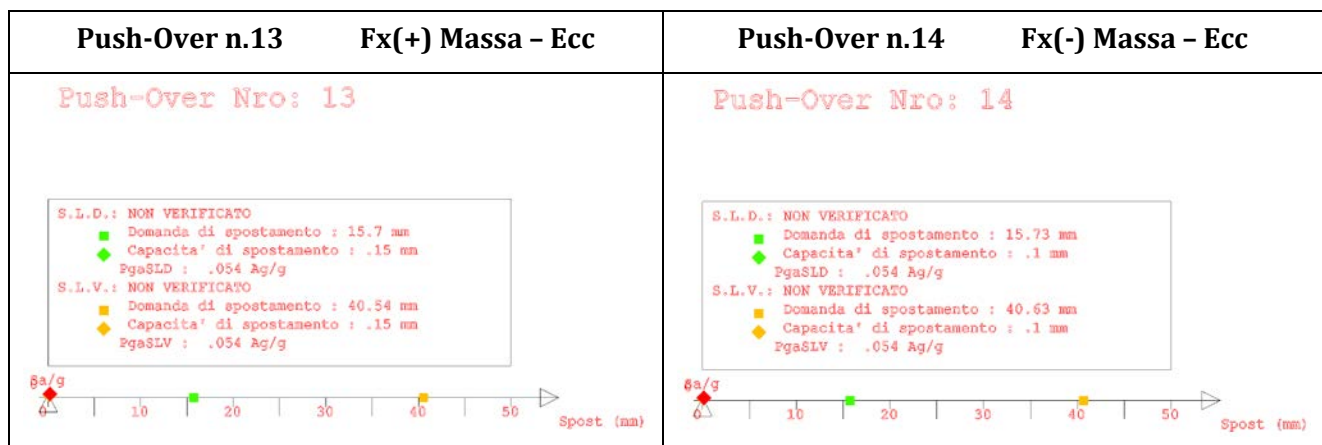 Push-Over n.13 Fx(+) Massa – Ecc
Push-Over Nro: 13
S.L.D.: NON VERIFICATO
Domanda di spostamento : 15.7 mm
Capacita' di spostamento : .15 mm
PgaSLD : .054 Ag/g
S.L.V.: NON VERIFICATO
Domanda di spostamento : 40.54 mm
Capacita' di spostamento : .15 mm
PgaSLV : .054 Ag/g
Sa/g
0 10 20 30 40 50
Spost (mm)
Push-Over n.14 Fx(-) Massa – Ecc
Push-Over Nro: 14
S.L.D.: NON VERIFICATO
Domanda di spostamento : 15.73 mm
Capacita' di spostamento : .1 mm
PgaSLD : .054 Ag/g
S.L.V.: NON VERIFICATO
Domanda di spostamento : 40.63 mm
Capacita' di spostamento : .1 mm
PgaSLV : .054 Ag/g
Sa/g
0 10 20 30 40 50
Spost (mm)